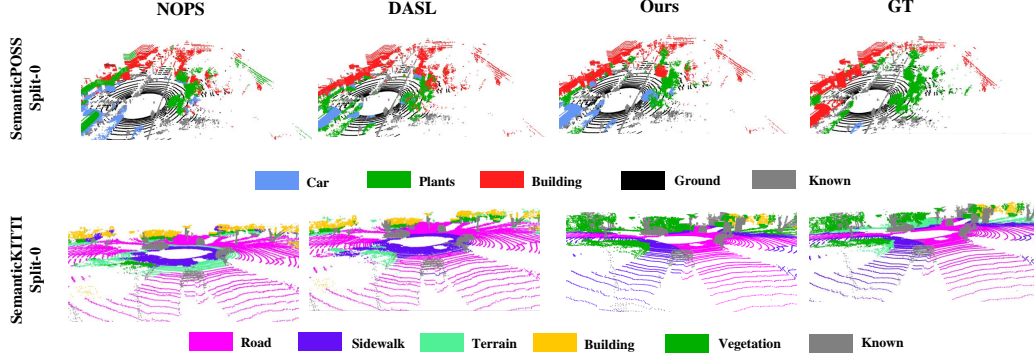 NOPS DASL Ours GT
SemanticPOSS
Split-0
Car Plants Building Ground Known
SemanticKITTI
Split-0
Road Sidewalk Terrain Building Vegetation Known